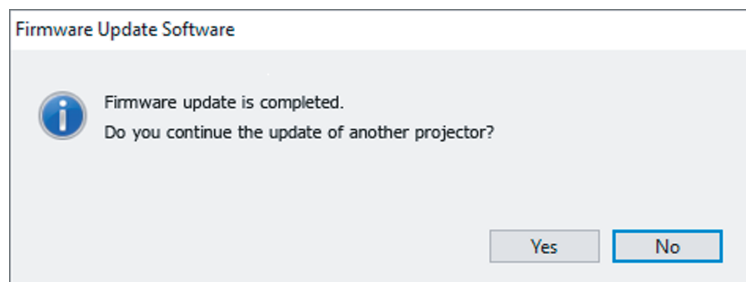 Firmware Update Software
Firmware update is completed.
Do you continue the update of another projector?
Yes No